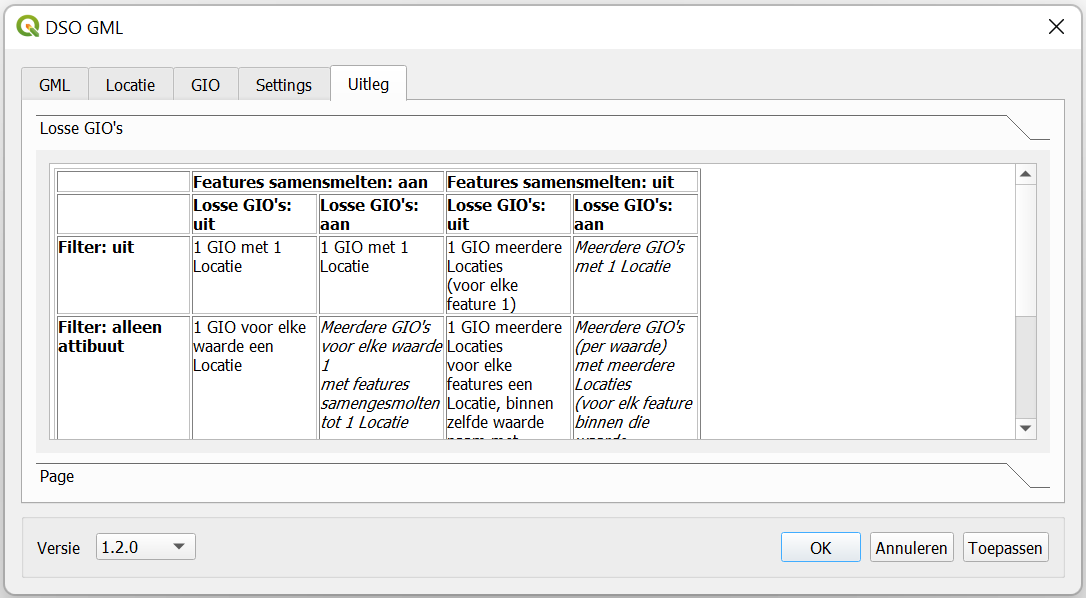 DSO GML
GML Locatie GIO Settings Uitleg
Losse GIO's
Features samensmelten: aan
Features samensmelten: uit
Losse GIO's:
uit
Losse GIO's:
aan
Losse GIO's:
uit
Losse GIO's:
aan
Filter: uit
1 GIO met 1
Locatie
1 GIO met 1
Locatie
1 GIO meerdere
Locaties
(voor elke
feature 1)
Meerdere GIO's
met 1 Locatie
Filter: alleen
attibuut
1 GIO voor elke
waarde een
Locatie
Meerdere GIO's
voor elke waarde
1
met features
samengesmolten
tot 1 Locatie
1 GIO meerdere
Locaties
voor elke
features een
Locatie, binnen
zelfde waarde
naam met
Meerdere GIO's
(per waarde)
met meerdere
Locaties
(voor elk feature
binnen die
waarde
Page
Versie 1.2.0
OK Annuleren Toepassen